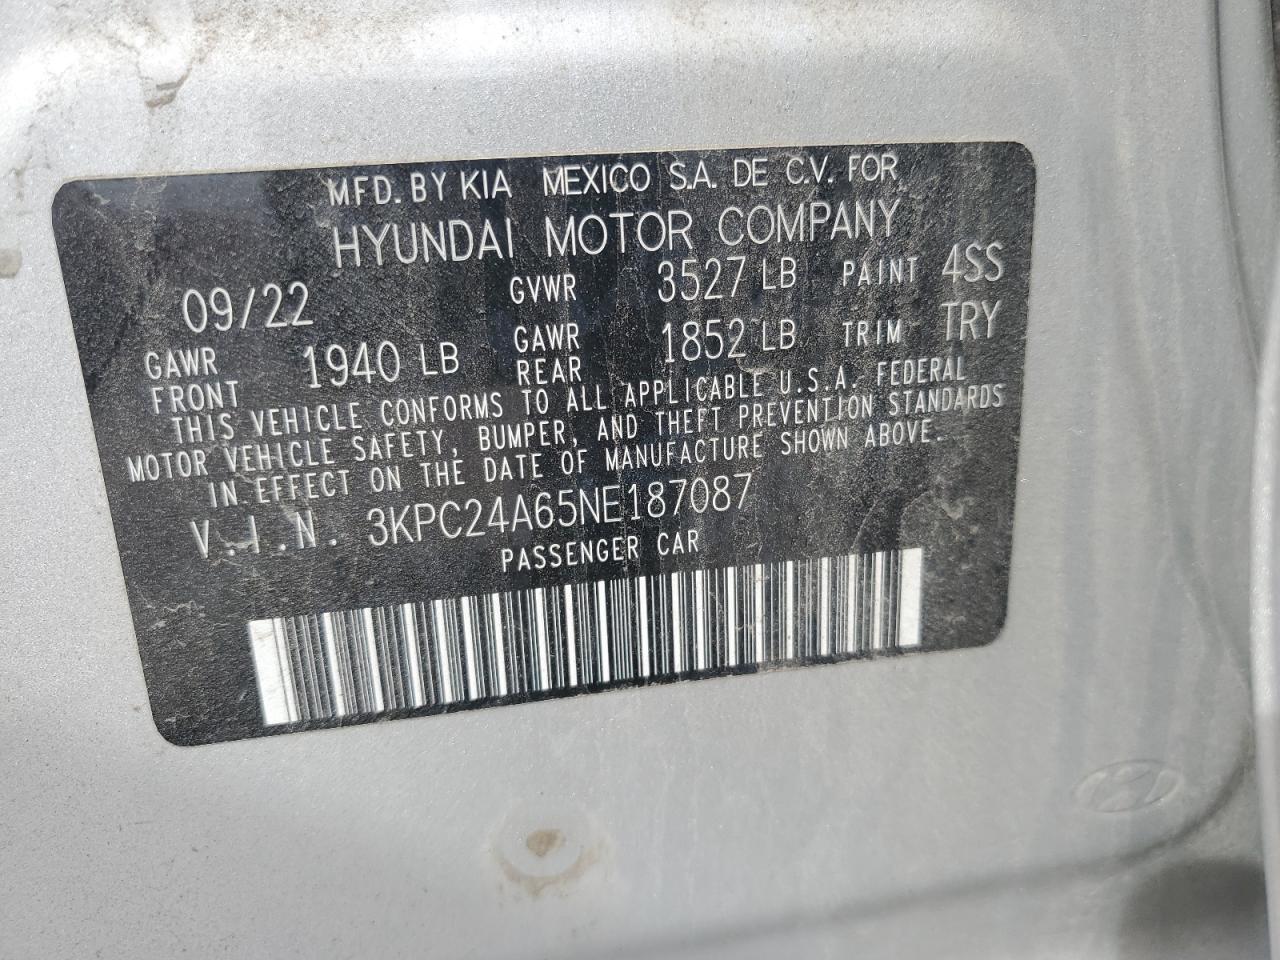 MFD. BY KIA MEXICO S.A. DE C.V. FOR
HYUNDAI MOTOR COMPANY
09/22 GVWR 3527 LB PAINT 4SS
GAWR FRONT 1940 LB GAWR REAR 1852 LB TRIM TRY
THIS VEHICLE CONFORMS TO ALL APPLICABLE U.S.A. FEDERAL
MOTOR VEHICLE SAFETY, BUMPER, AND THEFT PREVENTION STANDARDS
IN EFFECT ON THE DATE OF MANUFACTURE SHOWN ABOVE.
V.I.N. 3KPC24A65NE187087
PASSENGER CAR